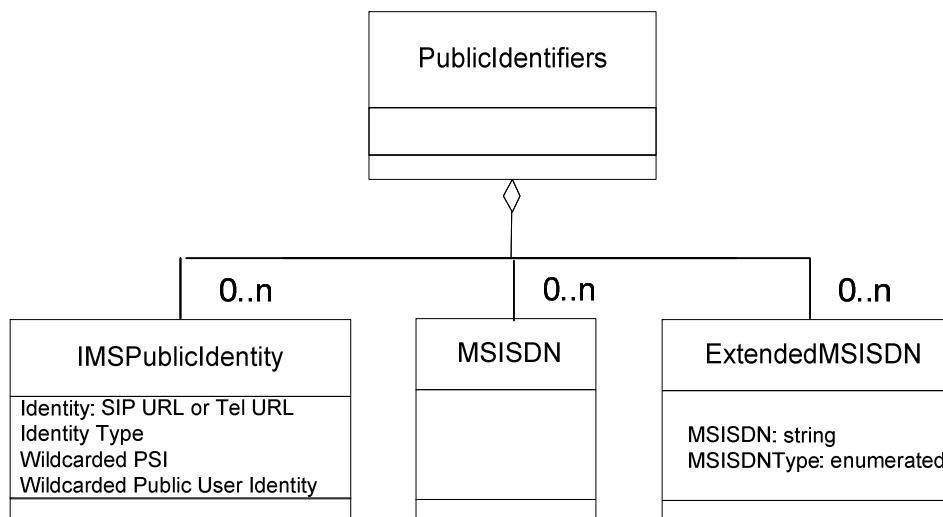 PublicIdentifiers
0..n
0..n
0..n
IMSPublicIdentity
MSISDN
ExtendedMSISDN
Identity: SIP URL or Tel URL
Identity Type
Wildcarded PSI
Wildcarded Public User Identity
MSISDN: string
MSISDNType: enumerated